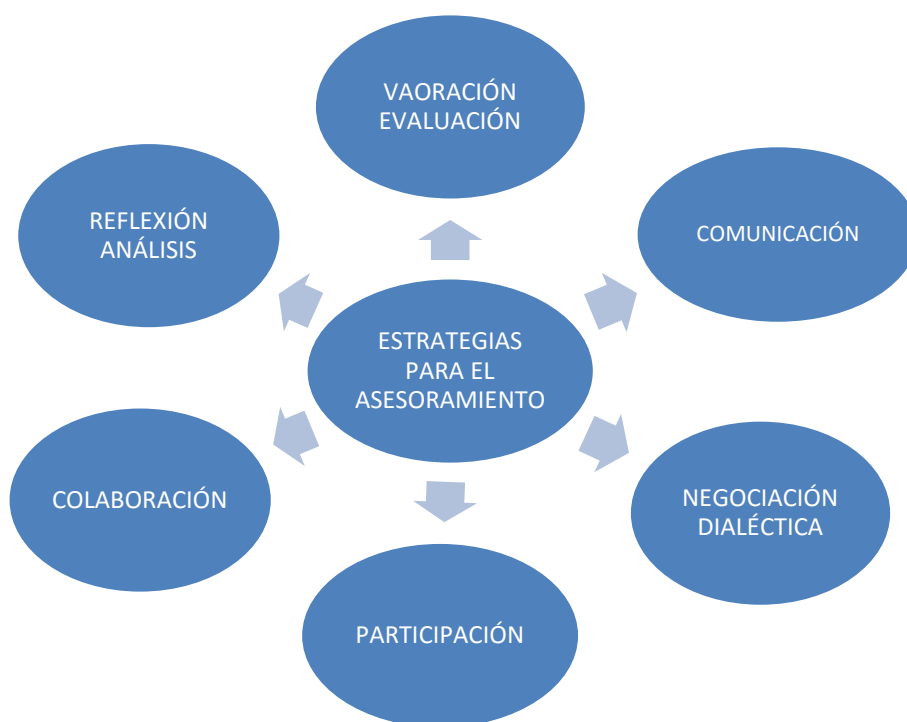 VAORACIÓN
EVALUACIÓN
REFLEXIÓN
ANÁLISIS
COMUNICACIÓN
ESTRATEGIAS
PARA EL
ASESORAMIENTO
COLABORACIÓN
NEGOCIACIÓN
DIALÉCTICA
PARTICIPACIÓN